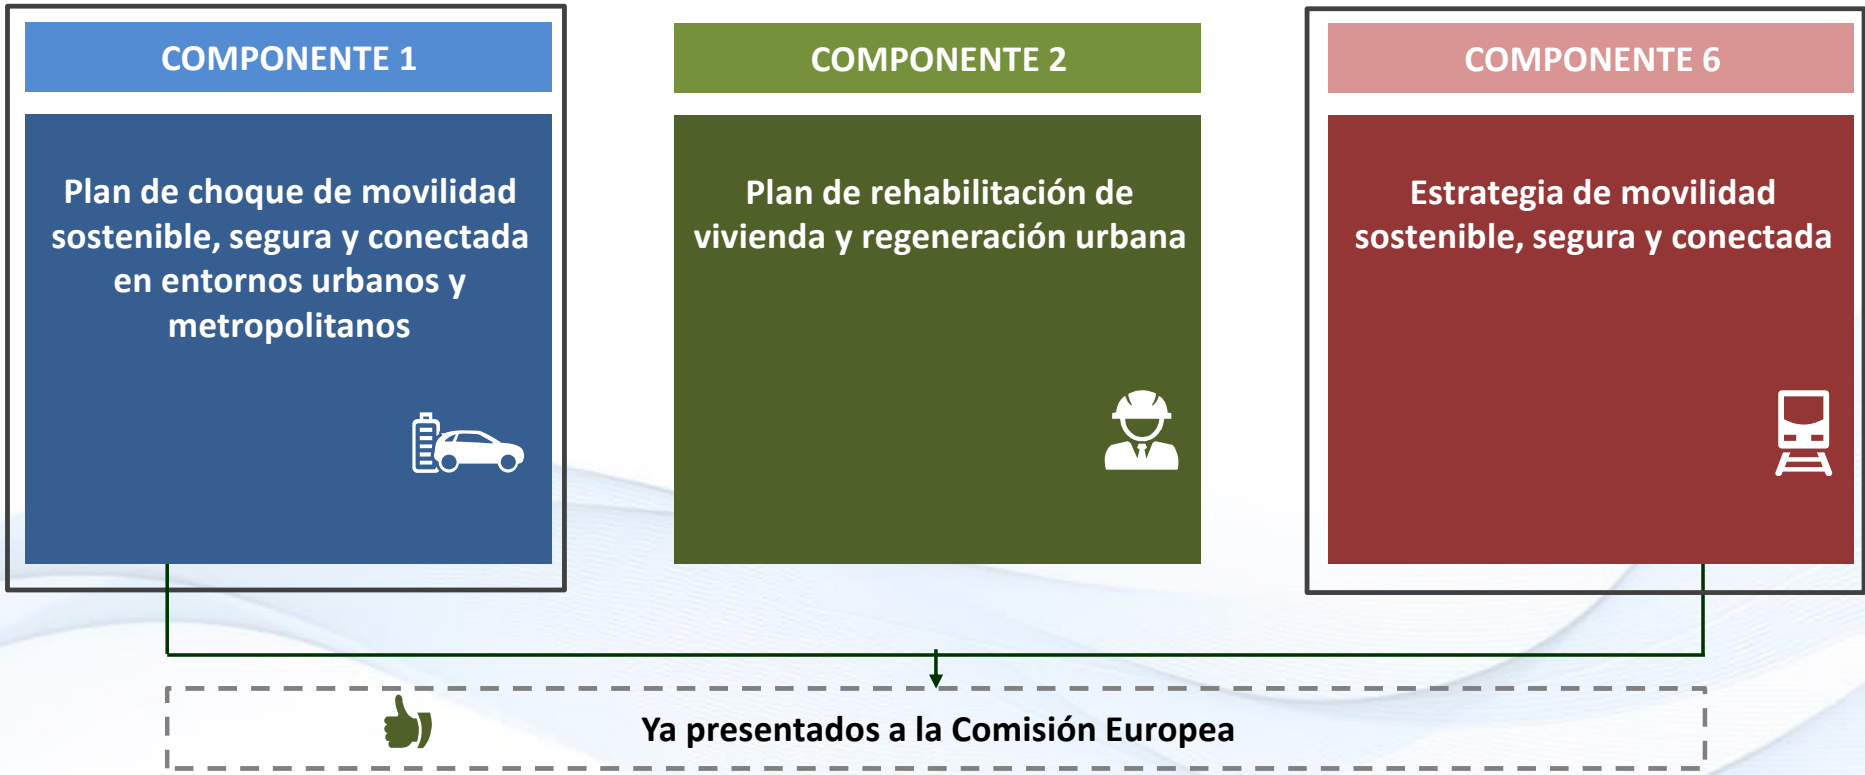 COMPONENTE 1
Plan de choque de movilidad
sostenible, segura y conectada
en entornos urbanos y
metropolitanos
COMPONENTE 2
Plan de rehabilitación de
vivienda y regeneración urbana
COMPONENTE 6
Estrategia de movilidad
sostenible, segura y conectada
Ya presentados a la Comisión Europea